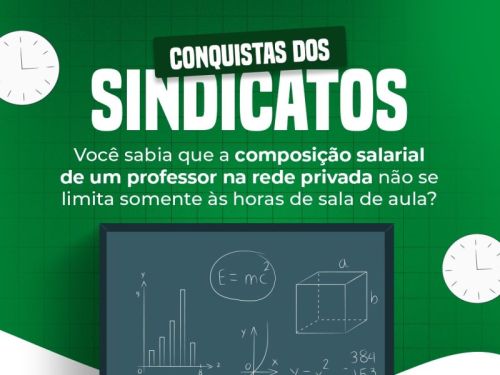 CONQUISTAS DOS
SINDICATOS
Você sabia que a composição salarial
de um professor na rede privada não se
limita somente às horas de sala de aula?
E = mc²
a
b
y
y
x
384
153